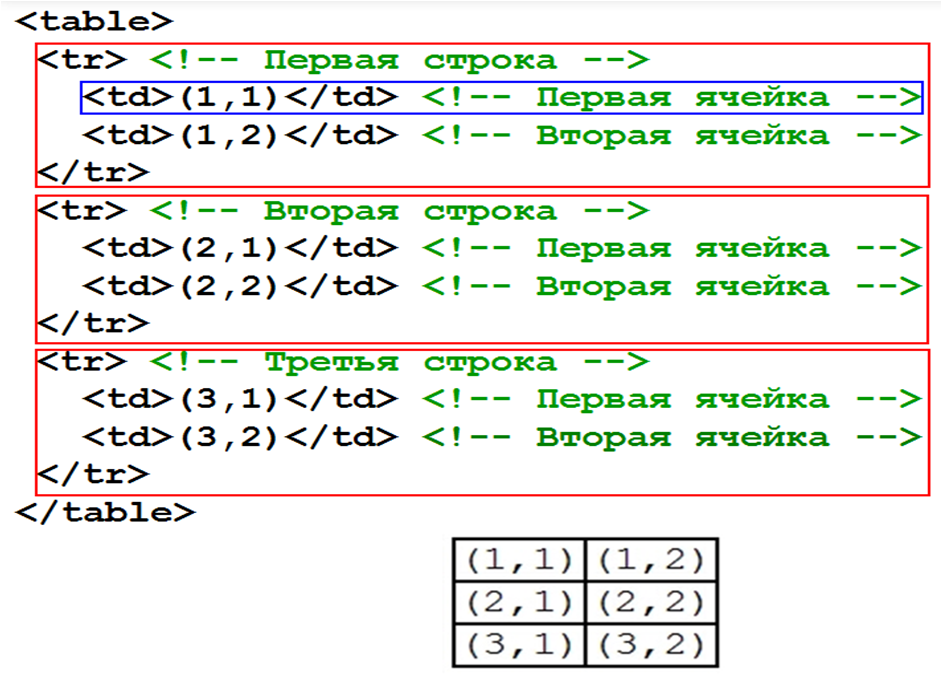 <table>
<tr> <!-- Первая строка -->
<td>(1,1)</td> <!-- Первая ячейка -->
<td>(1,2)</td> <!-- Вторая ячейка -->
</tr>
<tr> <!-- Вторая строка -->
<td>(2,1)</td> <!-- Первая ячейка -->
<td>(2,2)</td> <!-- Вторая ячейка -->
</tr>
<tr> <!-- Третья строка -->
<td>(3,1)</td> <!-- Первая ячейка -->
<td>(3,2)</td> <!-- Вторая ячейка -->
</tr>
</table>
(1,1) (1,2)
(2,1) (2,2)
(3,1) (3,2)